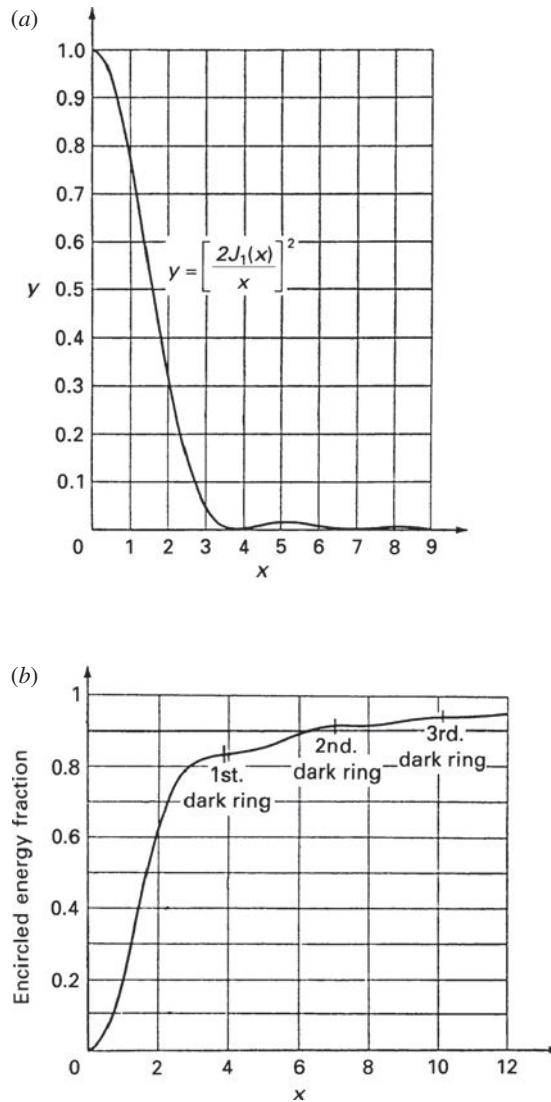 (a)
1.0
0.9
0.8
0.7
0.6
y = [2J₁(x) / x]²
y
0.5
0.4
0.3
0.2
0.1
0 1 2 3 4 5 6 7 8 9
x
(b)
1
0.8
0.6
0.4
0.2
Encircled energy fraction
1st.
dark ring
2nd.
dark ring
3rd.
dark ring
0 2 4 6 8 10 12
x